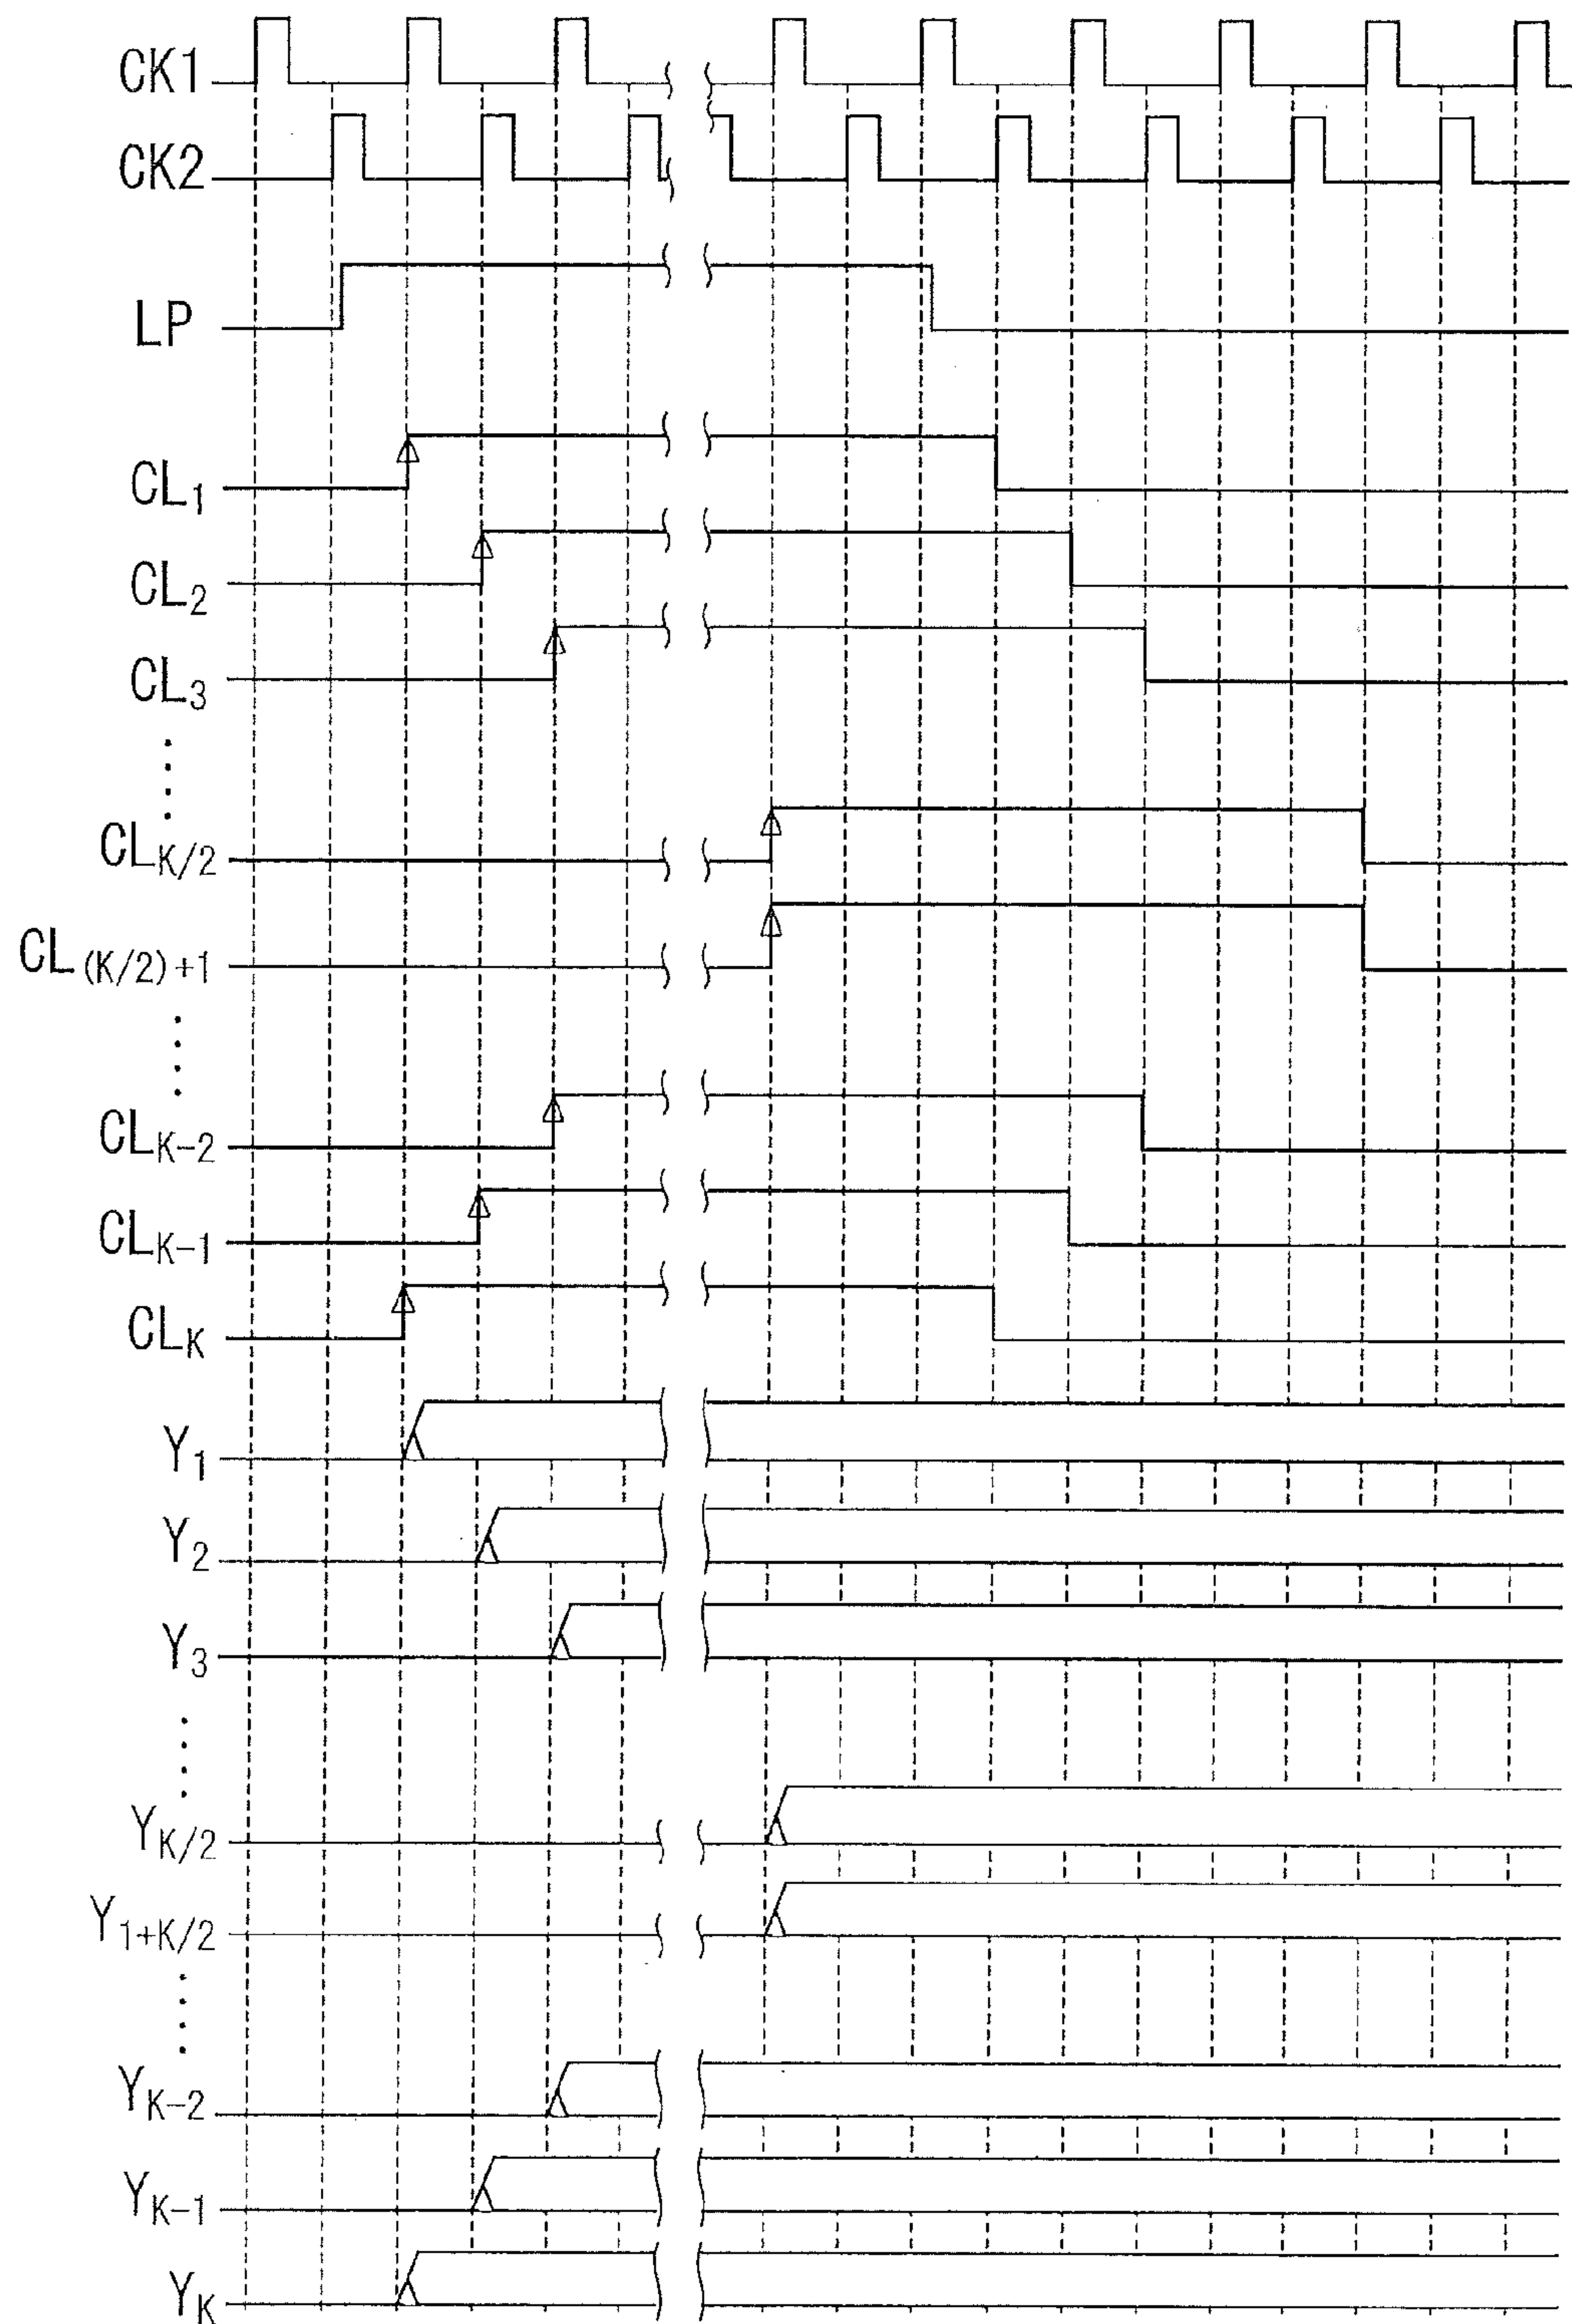 CK1
CK2
LP
CL1
CL2
CL3
CLK/2
CL(K/2)+1
CLK-2
CLK-1
CLK
Y1
Y2
Y3
YK/2
Y1+K/2
YK-2
YK-1
YK